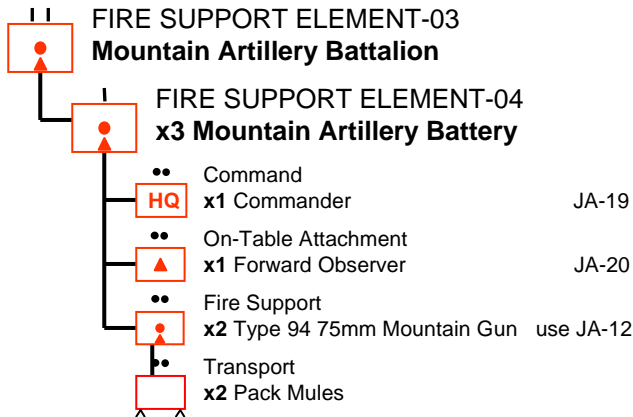 FIRE SUPPORT ELEMENT-03
Mountain Artillery Battalion
FIRE SUPPORT ELEMENT-04
x3 Mountain Artillery Battery
Command
HQ x1 Commander JA-19
On-Table Attachment
x1 Forward Observer JA-20
Fire Support
x2 Type 94 75mm Mountain Gun use JA-12
Transport
x2 Pack Mules